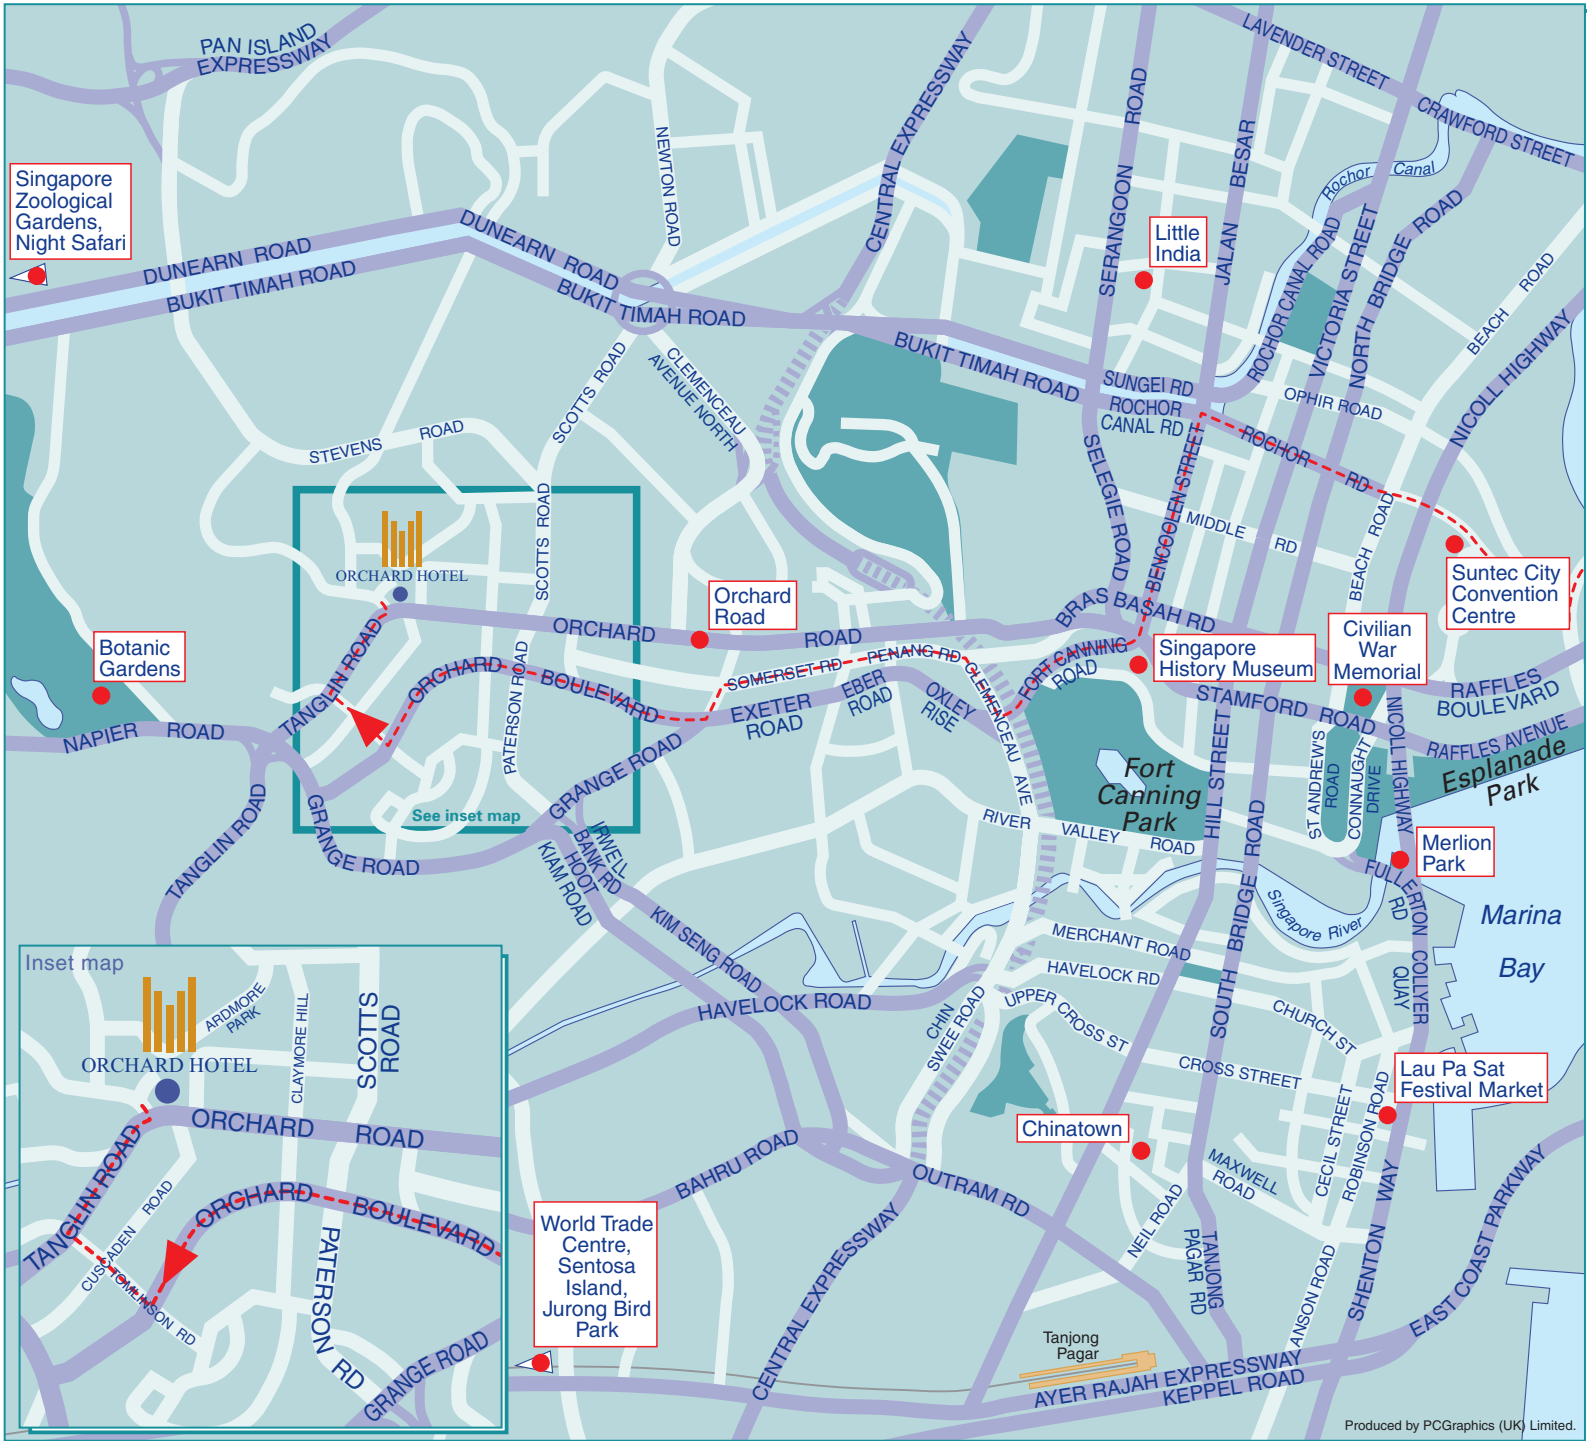 PAN ISLAND
EXPRESSWAY
LAVENDER STREET
CRAWFORD STREET
Rochor Canal
NEWTON ROAD
CENTRAL EXPRESSWAY
SERANGOON ROAD
JALAN BESAR
Singapore
Zoological
Gardens,
Night Safari
DUNEARN ROAD
BUKIT TIMAH ROAD
DUNEARN ROAD
BUKIT TIMAH ROAD
Little
India
ROCHOR CANAL ROAD
VICTORIA STREET
NORTH BRIDGE ROAD
BEACH ROAD
NICOLL HIGHWAY
BUKIT TIMAH ROAD
SUNGEI RD
ROCHOR
CANAL RD
OPHIR ROAD
SCOTTS ROAD
CLEMENCEAU
AVENUE NORTH
STEVENS ROAD
SELEGIE ROAD
BENCOOLEN STREET
ROCHOR RD
MIDDLE RD
BEACH ROAD
SCOTTS ROAD
ORCHARD HOTEL
Suntec City
Convention
Centre
Orchard
Road
ORCHARD ROAD
BRAS BASAH RD
Botanic
Gardens
TANGLIN ROAD
ORCHARD BOULEVARD
PATERSON ROAD
SOMERSET RD
PENANG RD
CLEMENCEAU AVE
FORT CANNING
ROAD
Singapore
History Museum
Civilian
War
Memorial
RAFFLES
BOULEVARD
NAPIER ROAD
EXETER
ROAD
EBER
ROAD
OXLEY
RISE
STAMFORD ROAD
NICOLL HIGHWAY
RAFFLES AVENUE
Esplanade
Park
Fort
Canning
Park
HILL STREET
ST ANDREW'S
ROAD
CONNAUGHT
DRIVE
GRANGE ROAD
See inset map
TANGLIN ROAD
GRANGE ROAD
IRWELL
BANK RD
HOOT
KIAM ROAD
RIVER VALLEY ROAD
SOUTH BRIDGE ROAD
Merlion
Park
FULLERTON
RD
Singapore River
Marina
Bay
KIM SENG ROAD
MERCHANT ROAD
HAVELOCK RD
HAVELOCK ROAD
CHIN
SWEE ROAD
UPPER CROSS ST
CHURCH ST
COLLYER
QUAY
CROSS STREET
Lau Pa Sat
Festival Market
CECIL STREET
ROBINSON ROAD
Chinatown
MAXWELL
ROAD
BAHRU ROAD
OUTRAM RD
NEIL ROAD
TANJONG
PAGAR RD
SHENTON WAY
EAST COAST PARKWAY
ANSON ROAD
World Trade
Centre,
Sentosa
Island,
Jurong Bird
Park
CENTRAL EXPRESSWAY
Tanjong
Pagar
AYER RAJAH EXPRESSWAY
KEPPEL ROAD
Produced by PCGraphics (UK) Limited.
Inset map
ARDMORE
PARK
CLAYMORE HILL
SCOTTS
ROAD
ORCHARD HOTEL
ORCHARD ROAD
TANGLIN ROAD
CUSCADEN ROAD
TOMLINSON RD
ORCHARD BOULEVARD
PATERSON RD
GRANGE ROAD